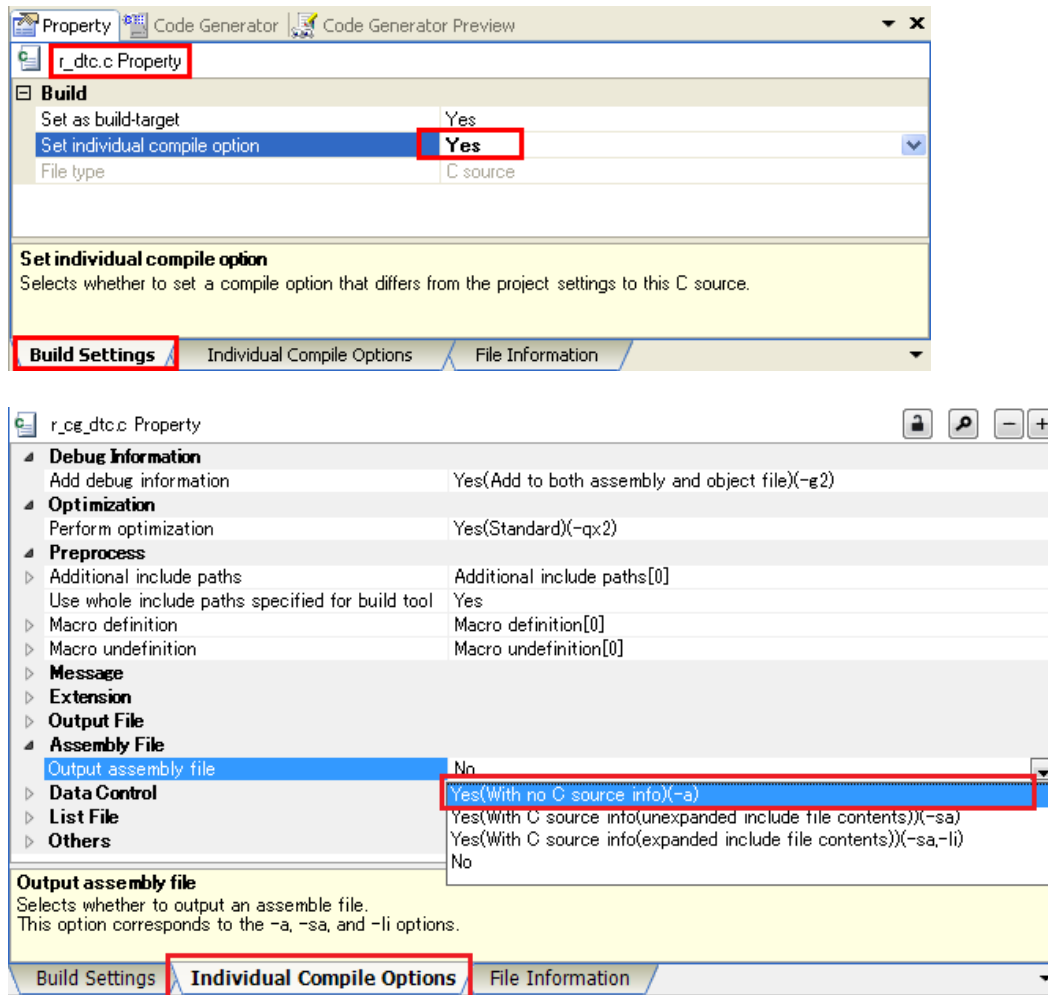 Property Code Generator Code Generator Preview
r_dtc.c Property
Build
Set as build-target Yes
Set individual compile option Yes
File type C source
Set individual compile option
Selects whether to set a compile option that differs from the project settings to this C source.
Build Settings Individual Compile Options File Information
r_cg_dtc.c Property
Debug Information
Add debug information Yes(Add to both assembly and object file)(-g2)
Optimization
Perform optimization Yes(Standard)(-qx2)
Preprocess
Additional include paths Additional include paths[0]
Use whole include paths specified for build tool Yes
Macro definition Macro definition[0]
Macro undefinition Macro undefinition[0]
Message
Extension
Output File
Assembly File
Output assembly file No
Data Control Yes(With no C source info)(-a)
List File Yes(With C source info(unexpanded include file contents))(-sa)
Others Yes(With C source info(expanded include file contents))(-sa,-li)
No
Output assembly file
Selects whether to output an assemble file.
This option corresponds to the -a, -sa, and -li options.
Build Settings Individual Compile Options File Information